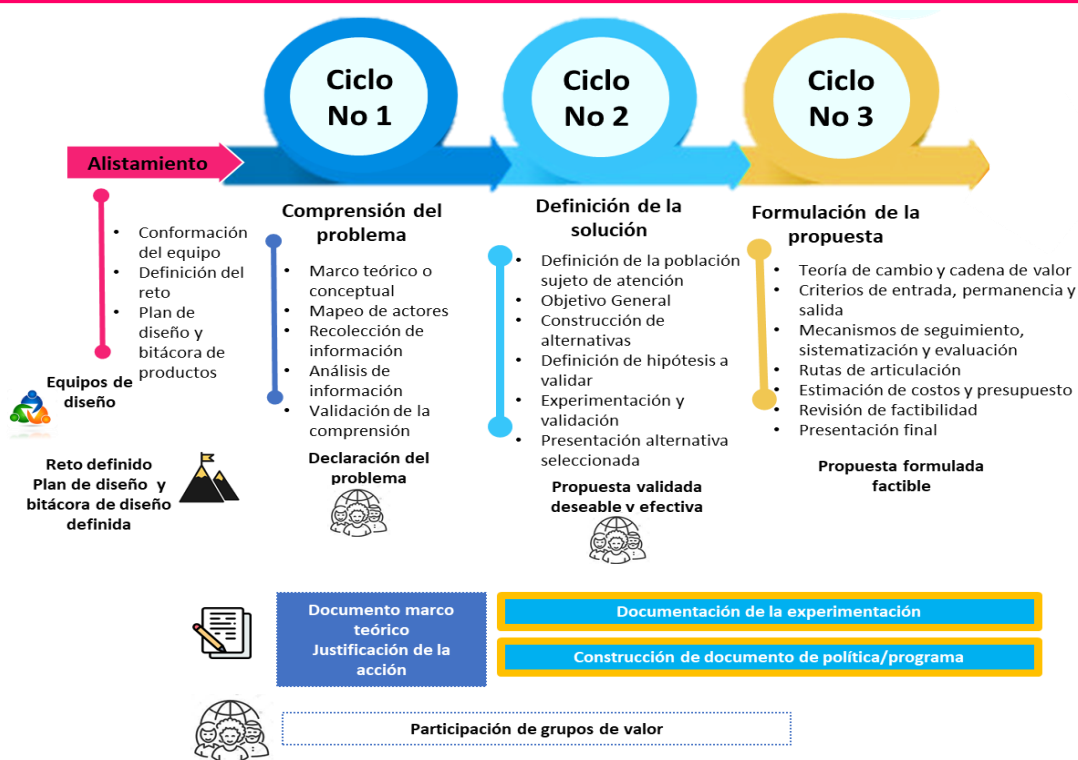 Ciclo
No 1
Ciclo
No 2
Ciclo
No 3
Alistamiento
• Conformación
del equipo
• Definición del
reto
• Plan de
diseño y
bitácora de
productos
Equipos de
diseño
Reto definido
Plan de diseño y
bitácora de diseño
definida
Comprensión del
problema
• Marco teórico o
conceptual
• Mapeo de actores
• Recolección de
información
• Análisis de
información
• Validación de la
comprensión
Declaración del
problema
Definición de la
solución
• Definición de la población
sujeto de atención
• Objetivo General
• Construcción de
alternativas
• Definición de hipótesis a
validar
• Experimentación y
validación
• Presentación alternativa
seleccionada
Propuesta validada
deseable y efectiva
Formulación de la
propuesta
• Teoría de cambio y cadena de valor
• Criterios de entrada, permanencia y
salida
• Mecanismos de seguimiento,
sistematización y evaluación
• Rutas de articulación
• Estimación de costos y presupuesto
• Revisión de factibilidad
• Presentación final
Propuesta formulada
factible
Documento marco
teórico
Justificación de la
acción
Documentación de la experimentación
Construcción de documento de política/programa
Participación de grupos de valor